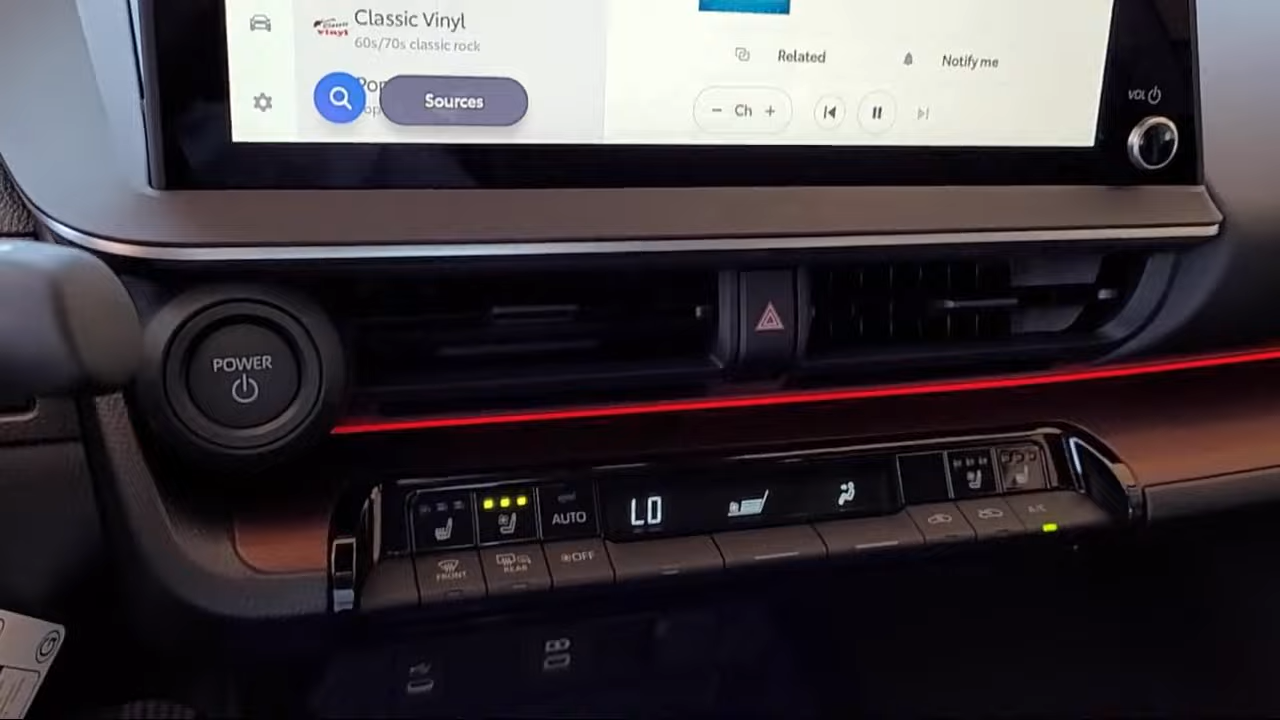 Classic Vinyl
60s/70s classic rock
Sources
Related
Notify me
− Ch +
VOL
POWER
AUTO
LO
FRONT
REAR
OFF
A/C